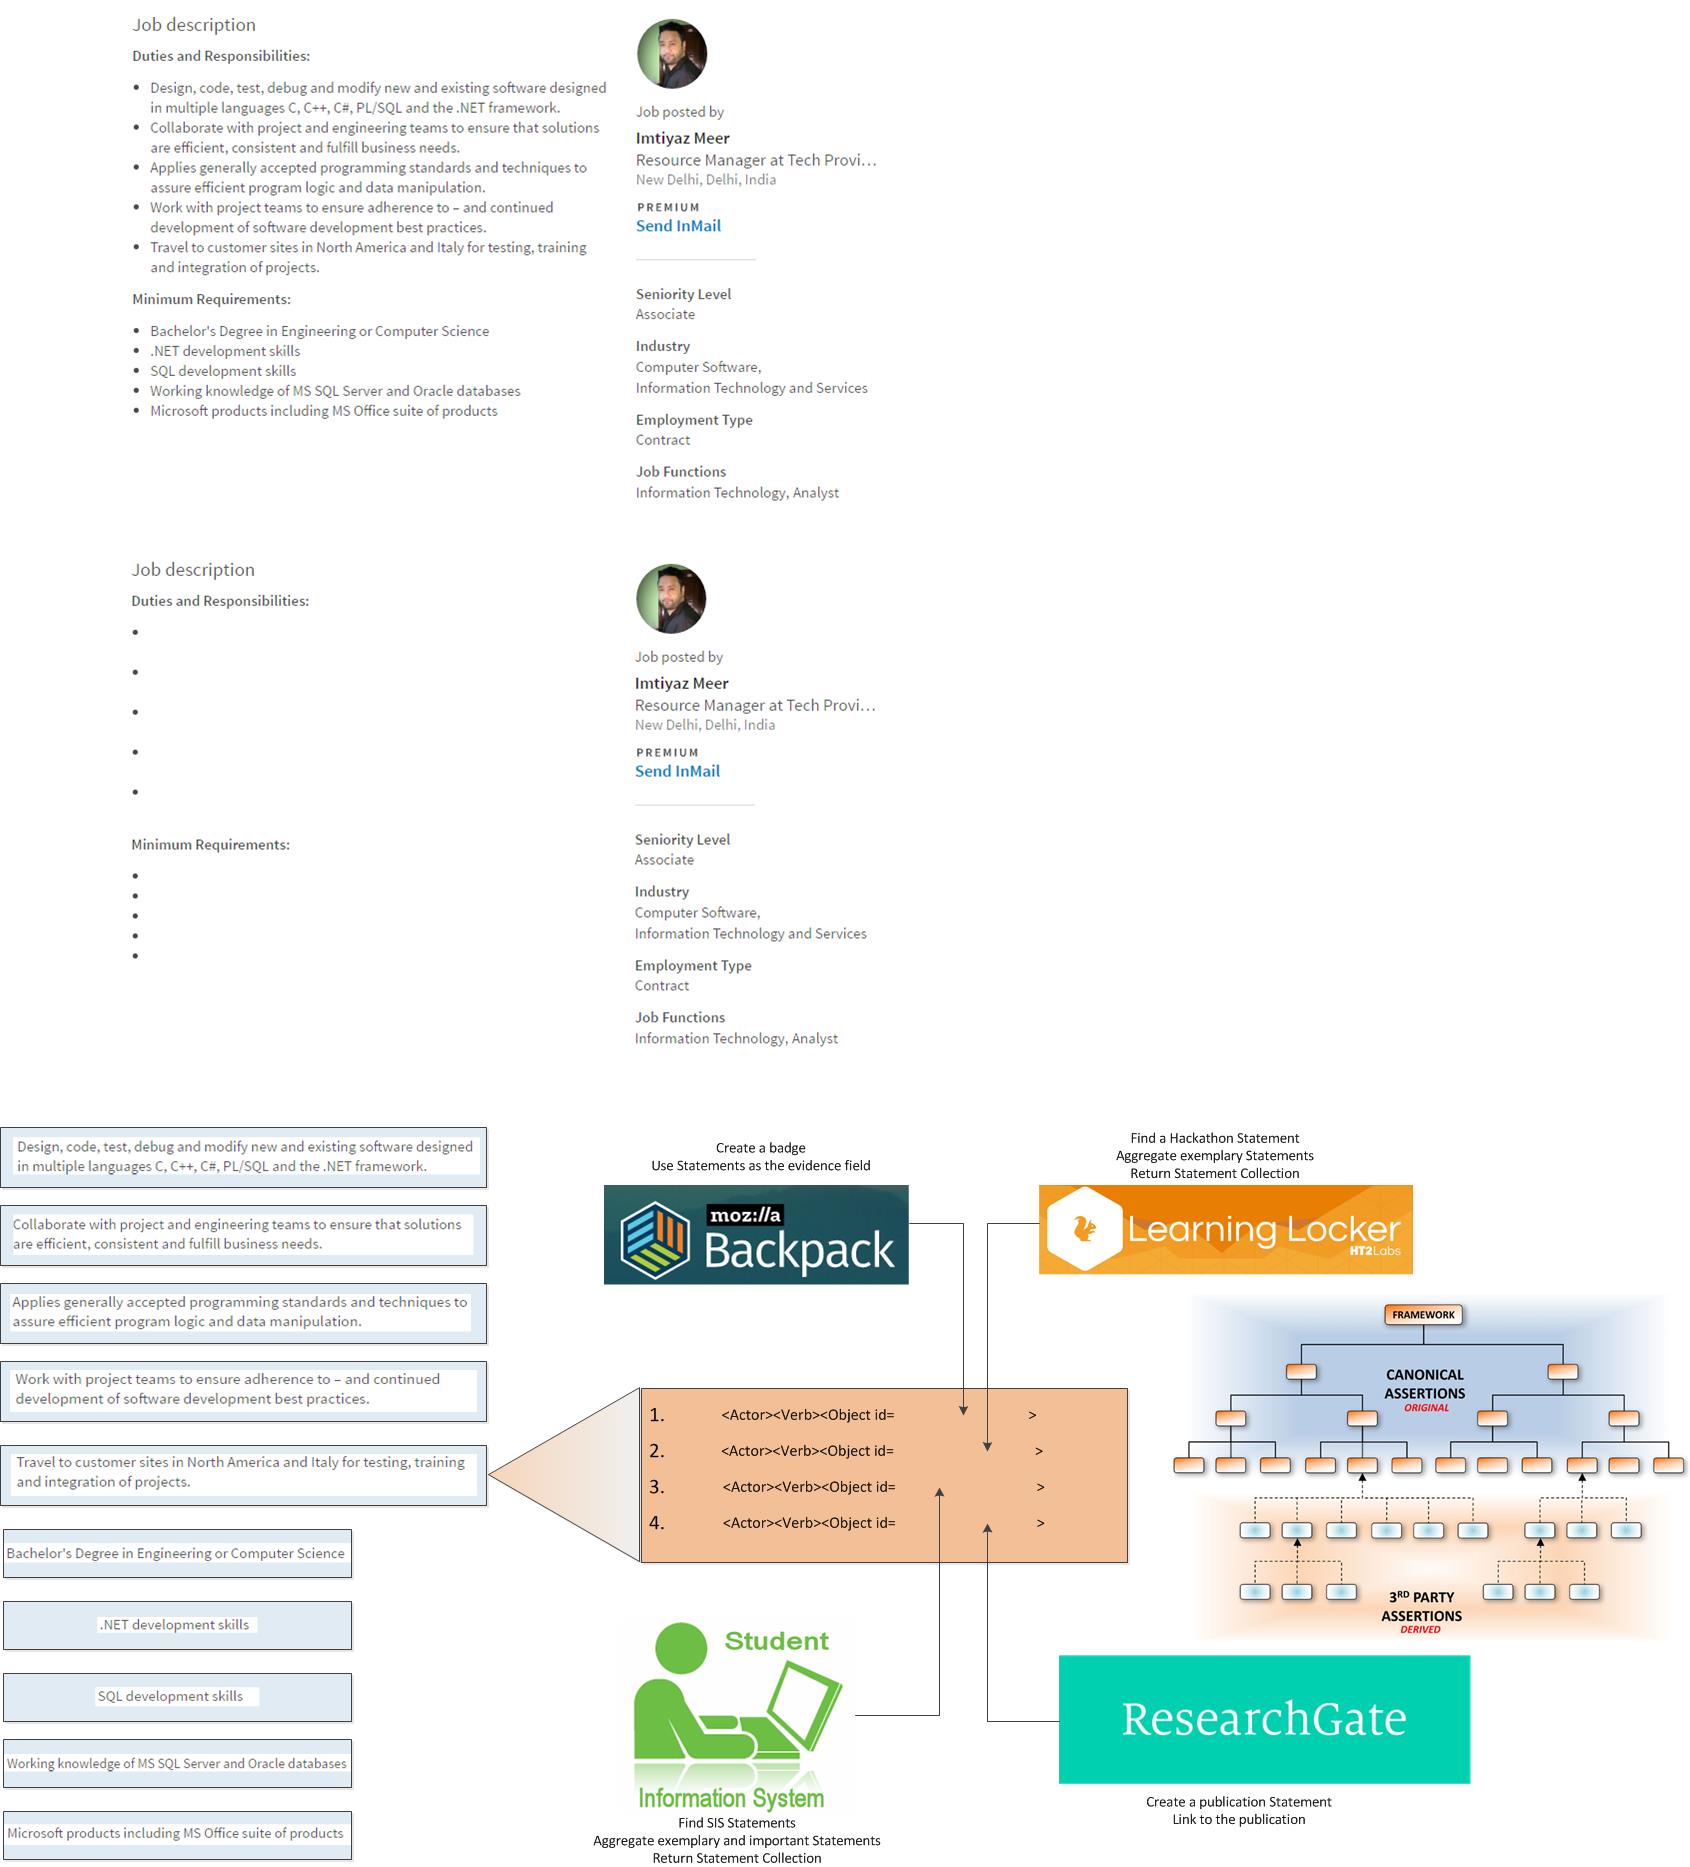 Job description
Duties and Responsibilities:
• Design, code, test, debug and modify new and existing software designed
in multiple languages C, C++, C#, PL/SQL and the .NET framework.
• Collaborate with project and engineering teams to ensure that solutions
are efficient, consistent and fulfill business needs.
• Applies generally accepted programming standards and techniques to
assure efficient program logic and data manipulation.
• Work with project teams to ensure adherence to – and continued
development of software development best practices.
• Travel to customer sites in North America and Italy for testing, training
and integration of projects.
Minimum Requirements:
• Bachelor's Degree in Engineering or Computer Science
• .NET development skills
• SQL development skills
• Working knowledge of MS SQL Server and Oracle databases
• Microsoft products including MS Office suite of products
Job posted by
Imtiyaz Meer
Resource Manager at Tech Provi...
New Delhi, Delhi, India
PREMIUM
Send InMail
Seniority Level
Associate
Industry
Computer Software,
Information Technology and Services
Employment Type
Contract
Job Functions
Information Technology, Analyst
Job description
Duties and Responsibilities:
Minimum Requirements:
Job posted by
Imtiyaz Meer
Resource Manager at Tech Provi...
New Delhi, Delhi, India
PREMIUM
Send InMail
Seniority Level
Associate
Industry
Computer Software,
Information Technology and Services
Employment Type
Contract
Job Functions
Information Technology, Analyst
Design, code, test, debug and modify new and existing software designed
in multiple languages C, C++, C#, PL/SQL and the .NET framework.
Collaborate with project and engineering teams to ensure that solutions
are efficient, consistent and fulfill business needs.
Applies generally accepted programming standards and techniques to
assure efficient program logic and data manipulation.
Work with project teams to ensure adherence to – and continued
development of software development best practices.
Travel to customer sites in North America and Italy for testing, training
and integration of projects.
Bachelor's Degree in Engineering or Computer Science
.NET development skills
SQL development skills
Working knowledge of MS SQL Server and Oracle databases
Microsoft products including MS Office suite of products
Create a badge
Use Statements as the evidence field
moz://a
Backpack
Find a Hackathon Statement
Aggregate exemplary Statements
Return Statement Collection
Learning Locker
HT2Labs
1. <Actor><Verb><Object id= >
2. <Actor><Verb><Object id= >
3. <Actor><Verb><Object id= >
4. <Actor><Verb><Object id= >
FRAMEWORK
CANONICAL
ASSERTIONS
ORIGINAL
3RD PARTY
ASSERTIONS
DERIVED
Student
Information System
Find SIS Statements
Aggregate exemplary and important Statements
Return Statement Collection
ResearchGate
Create a publication Statement
Link to the publication